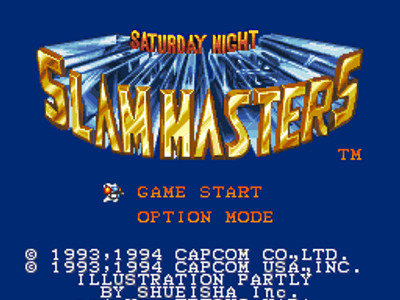 SATURDAY NIGHT
SLAM MASTERS
TM
GAME START
OPTION MODE
© 1993,1994 CAPCOM CO.,LTD.
© 1993,1994 CAPCOM USA,INC.
ILLUSTRATION PARTLY
BY SHUEISHA Inc.